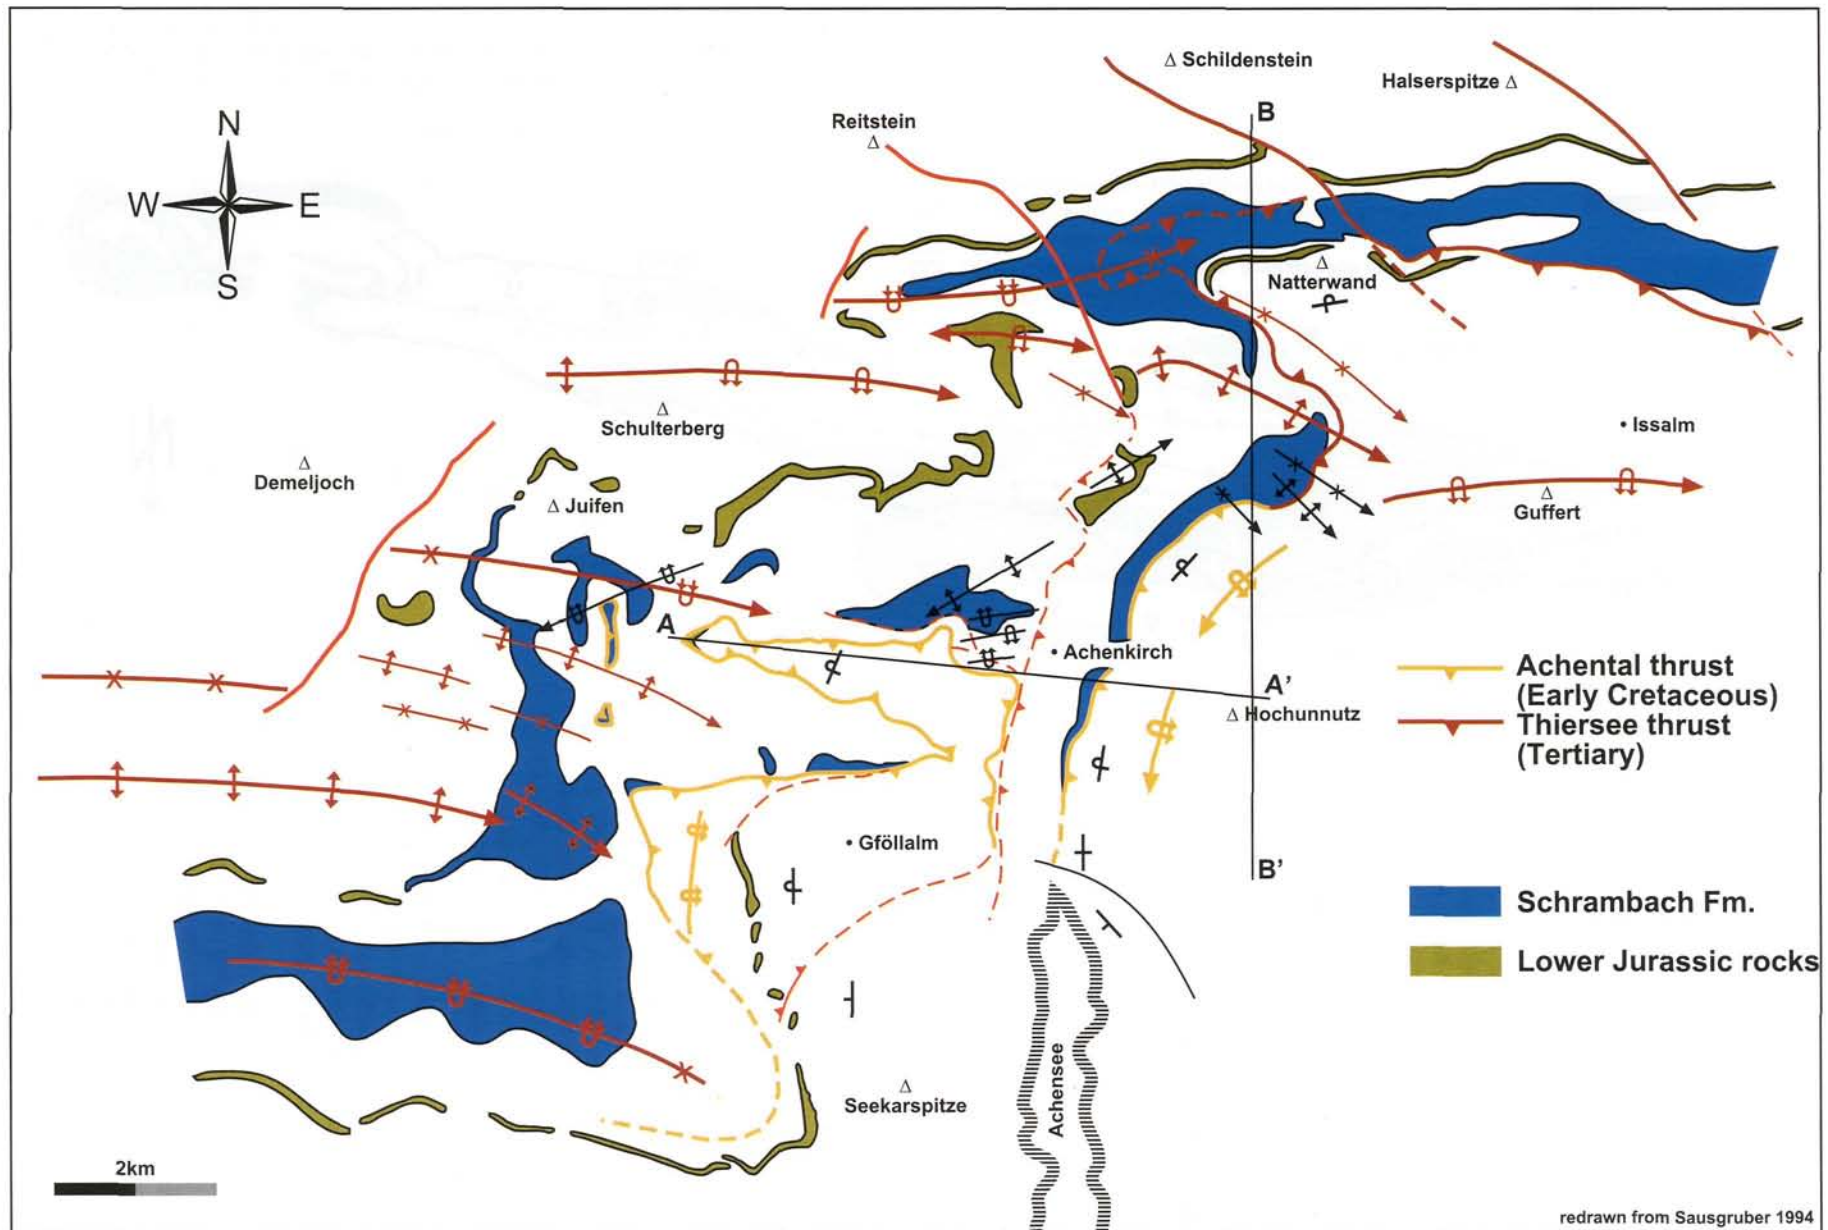 Δ Schildenstein
Halserspitze Δ
B
Reitstein
Δ
N
W E
S
Δ
Natterwand
Δ
Schulterberg
• Issalm
Δ
Demeljoch
Δ Juifen
Δ
Guffert
A
• Achenkirch
A'
Δ Hochunnutz
Achental thrust
(Early Cretaceous)
Thiersee thrust
(Tertiary)
• Gföllalm
B'
Schrambach Fm.
Lower Jurassic rocks
Δ
Seekarspitze
Achensee
2km
redrawn from Sausgruber 1994